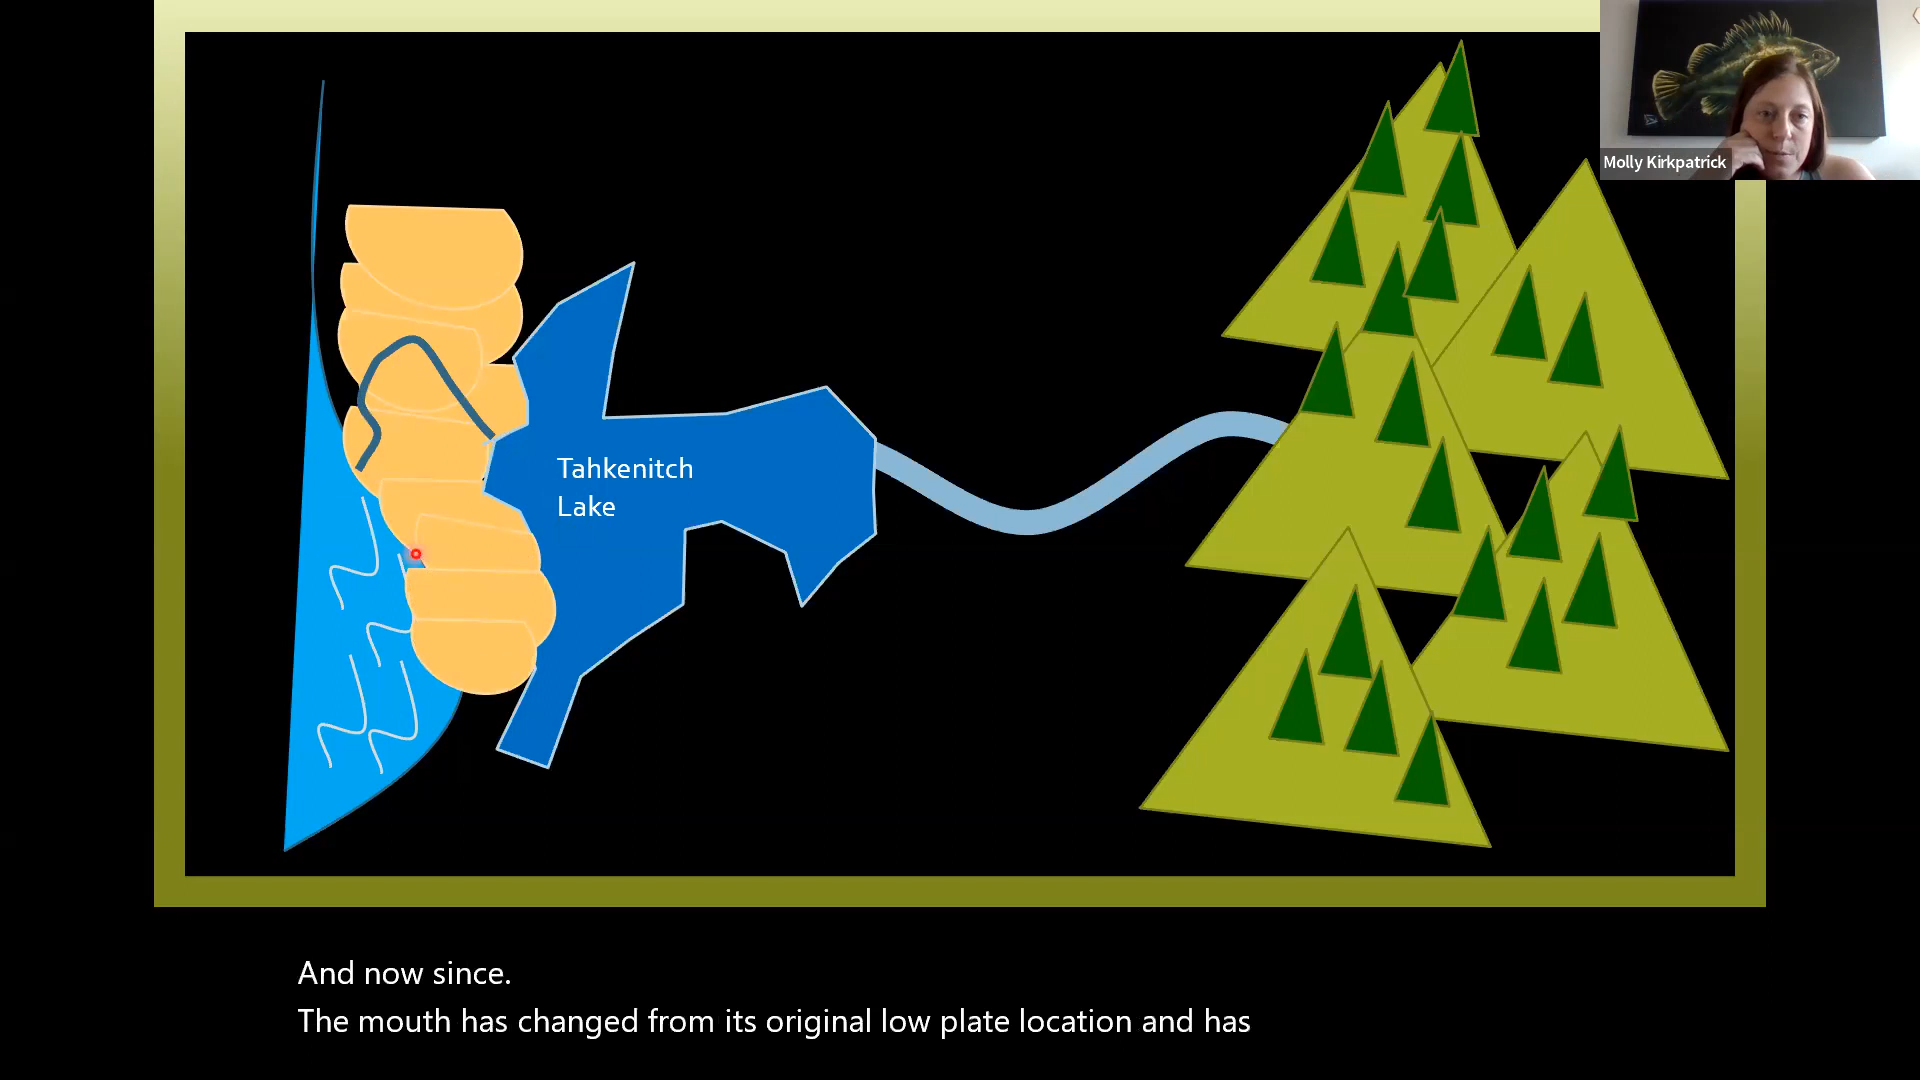 Molly Kirkpatrick
Tahkenitch
Lake
And now since.
The mouth has changed from its original low plate location and has